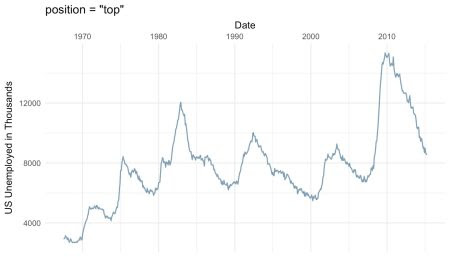 position = "top"
Date
1970 1980 1990 2000 2010
US Unemployed in Thousands
12000
8000
4000